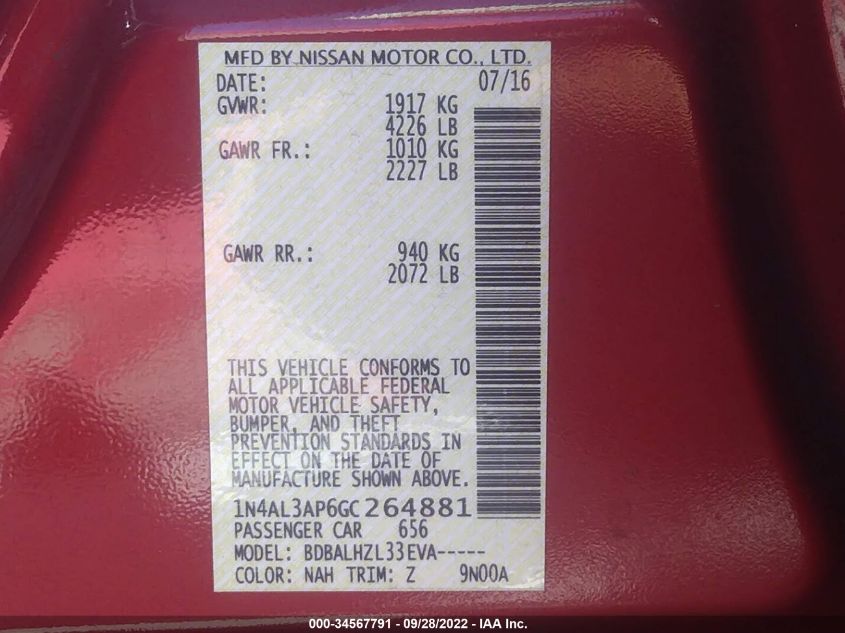 MFD BY NISSAN MOTOR CO., LTD.
DATE: 07/16
GVWR: 1917 KG
4226 LB
GAWR FR.: 1010 KG
2227 LB
GAWR RR.: 940 KG
2072 LB
THIS VEHICLE CONFORMS TO
ALL APPLICABLE FEDERAL
MOTOR VEHICLE SAFETY,
BUMPER, AND THEFT
PREVENTION STANDARDS IN
EFFECT ON THE DATE OF
MANUFACTURE SHOWN ABOVE.
1N4AL3AP6GC264881
PASSENGER CAR 656
MODEL: BDBALHZL33EVA-----
COLOR: NAH TRIM: Z 9N00A
000-34567791 - 09/28/2022 - IAA Inc.